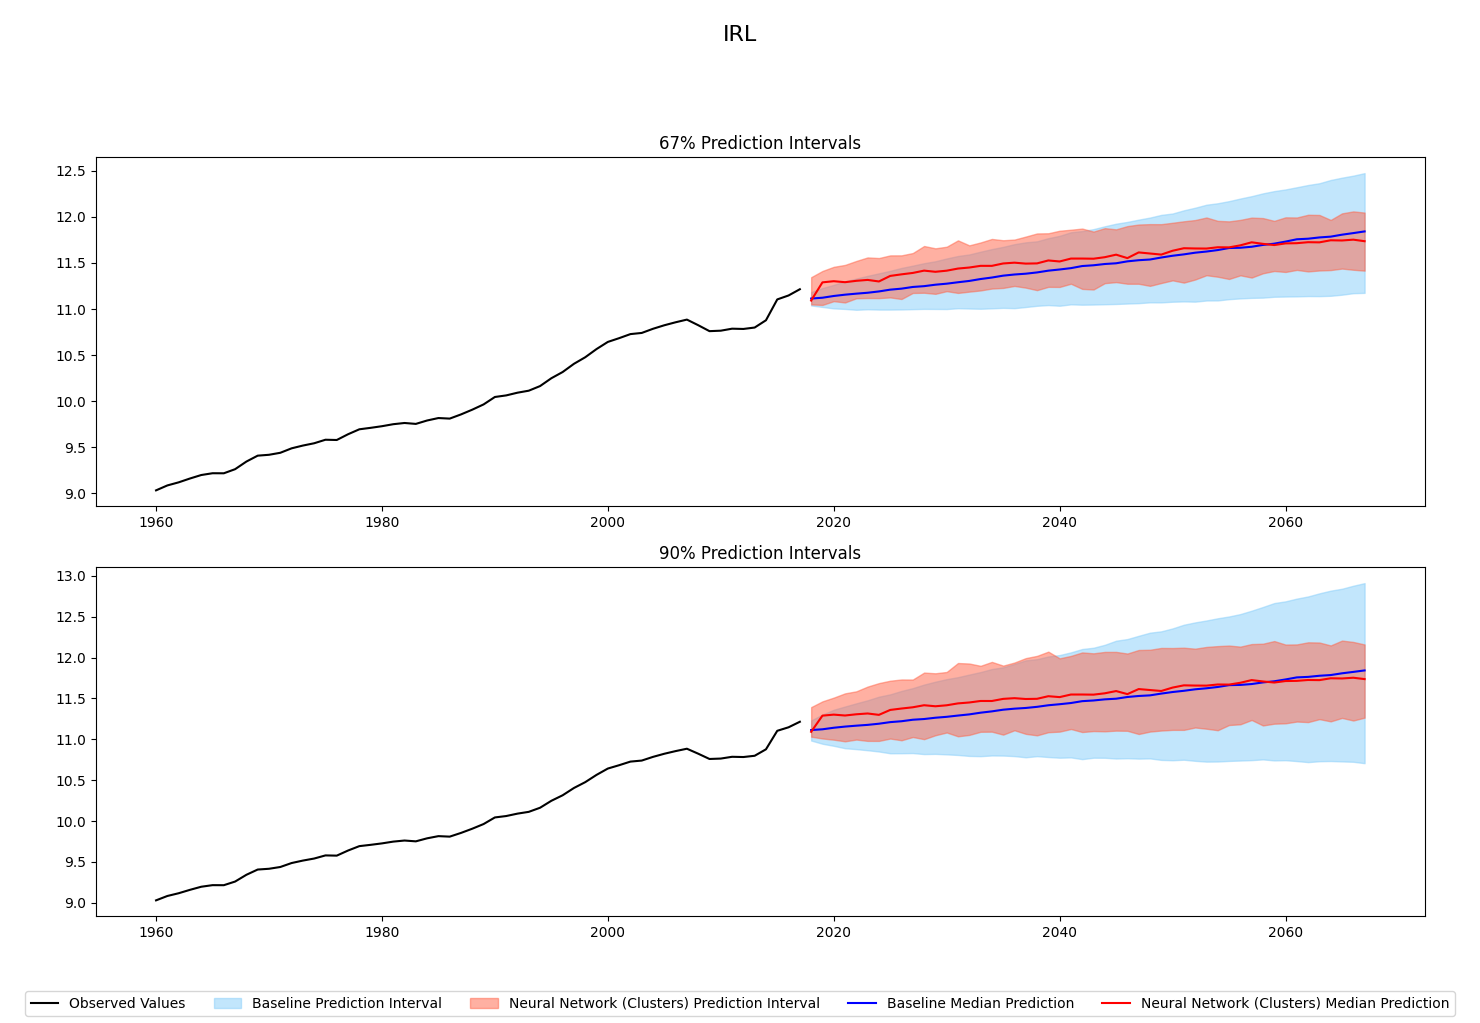 IRL
67% Prediction Intervals
12.5
12.0
11.5
11.0
10.5
10.0
9.5
9.0
1960 1980 2000 2020 2040 2060
90% Prediction Intervals
13.0
12.5
12.0
11.5
11.0
10.5
10.0
9.5
9.0
1960 1980 2000 2020 2040 2060
Observed Values Baseline Prediction Interval Neural Network (Clusters) Prediction Interval Baseline Median Prediction Neural Network (Clusters) Median Prediction